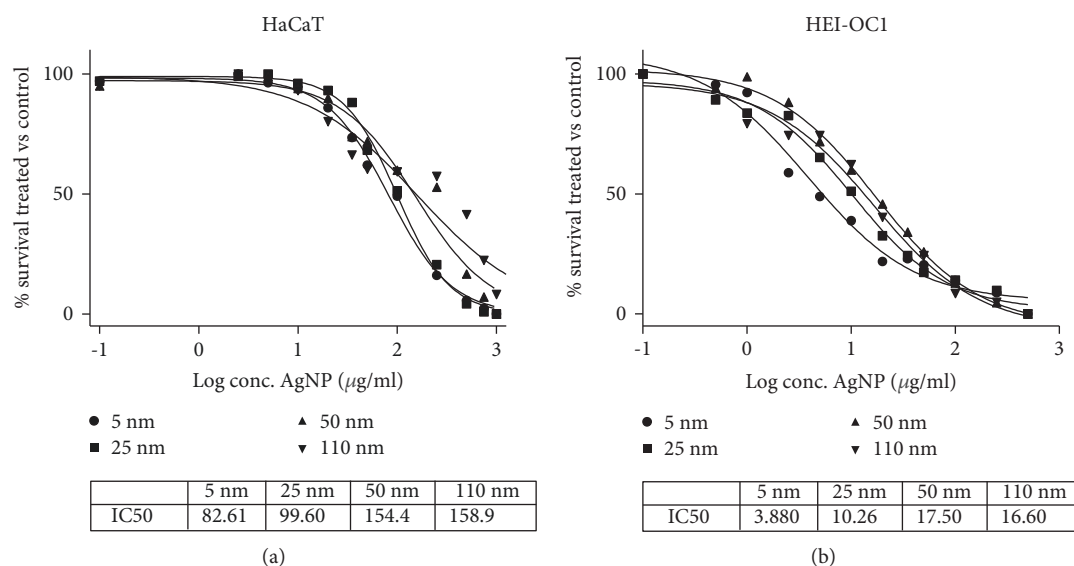 HaCaT
% survival treated vs control
100
50
0
-1 0 1 2 3
Log conc. AgNP (μg/ml)
5 nm 50 nm
25 nm 110 nm
5 nm 25 nm 50 nm 110 nm
IC50 82.61 99.60 154.4 158.9
(a)
HEI-OC1
% survival treated vs control
100
50
0
-1 0 1 2 3
Log conc. AgNP (μg/ml)
5 nm 50 nm
25 nm 110 nm
5 nm 25 nm 50 nm 110 nm
IC50 3.880 10.26 17.50 16.60
(b)